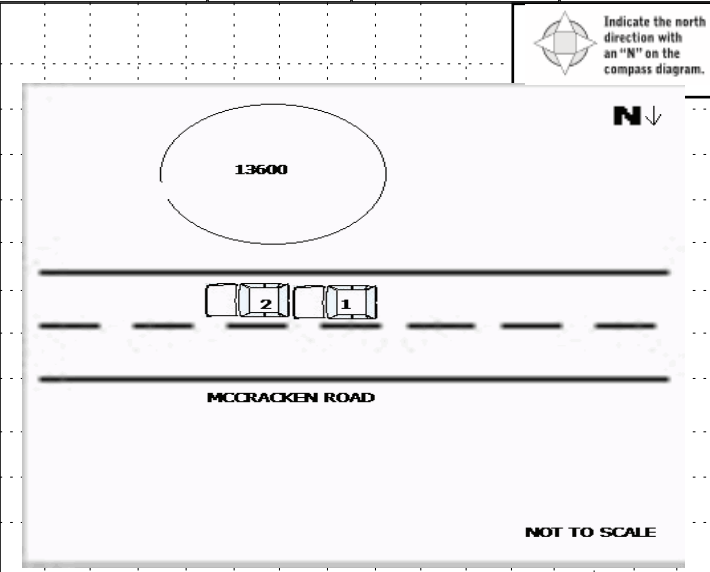 Indicate the north
direction with
an “N” on the
compass diagram.
N
13600
2
1
MCCRACKEN ROAD
NOT TO SCALE